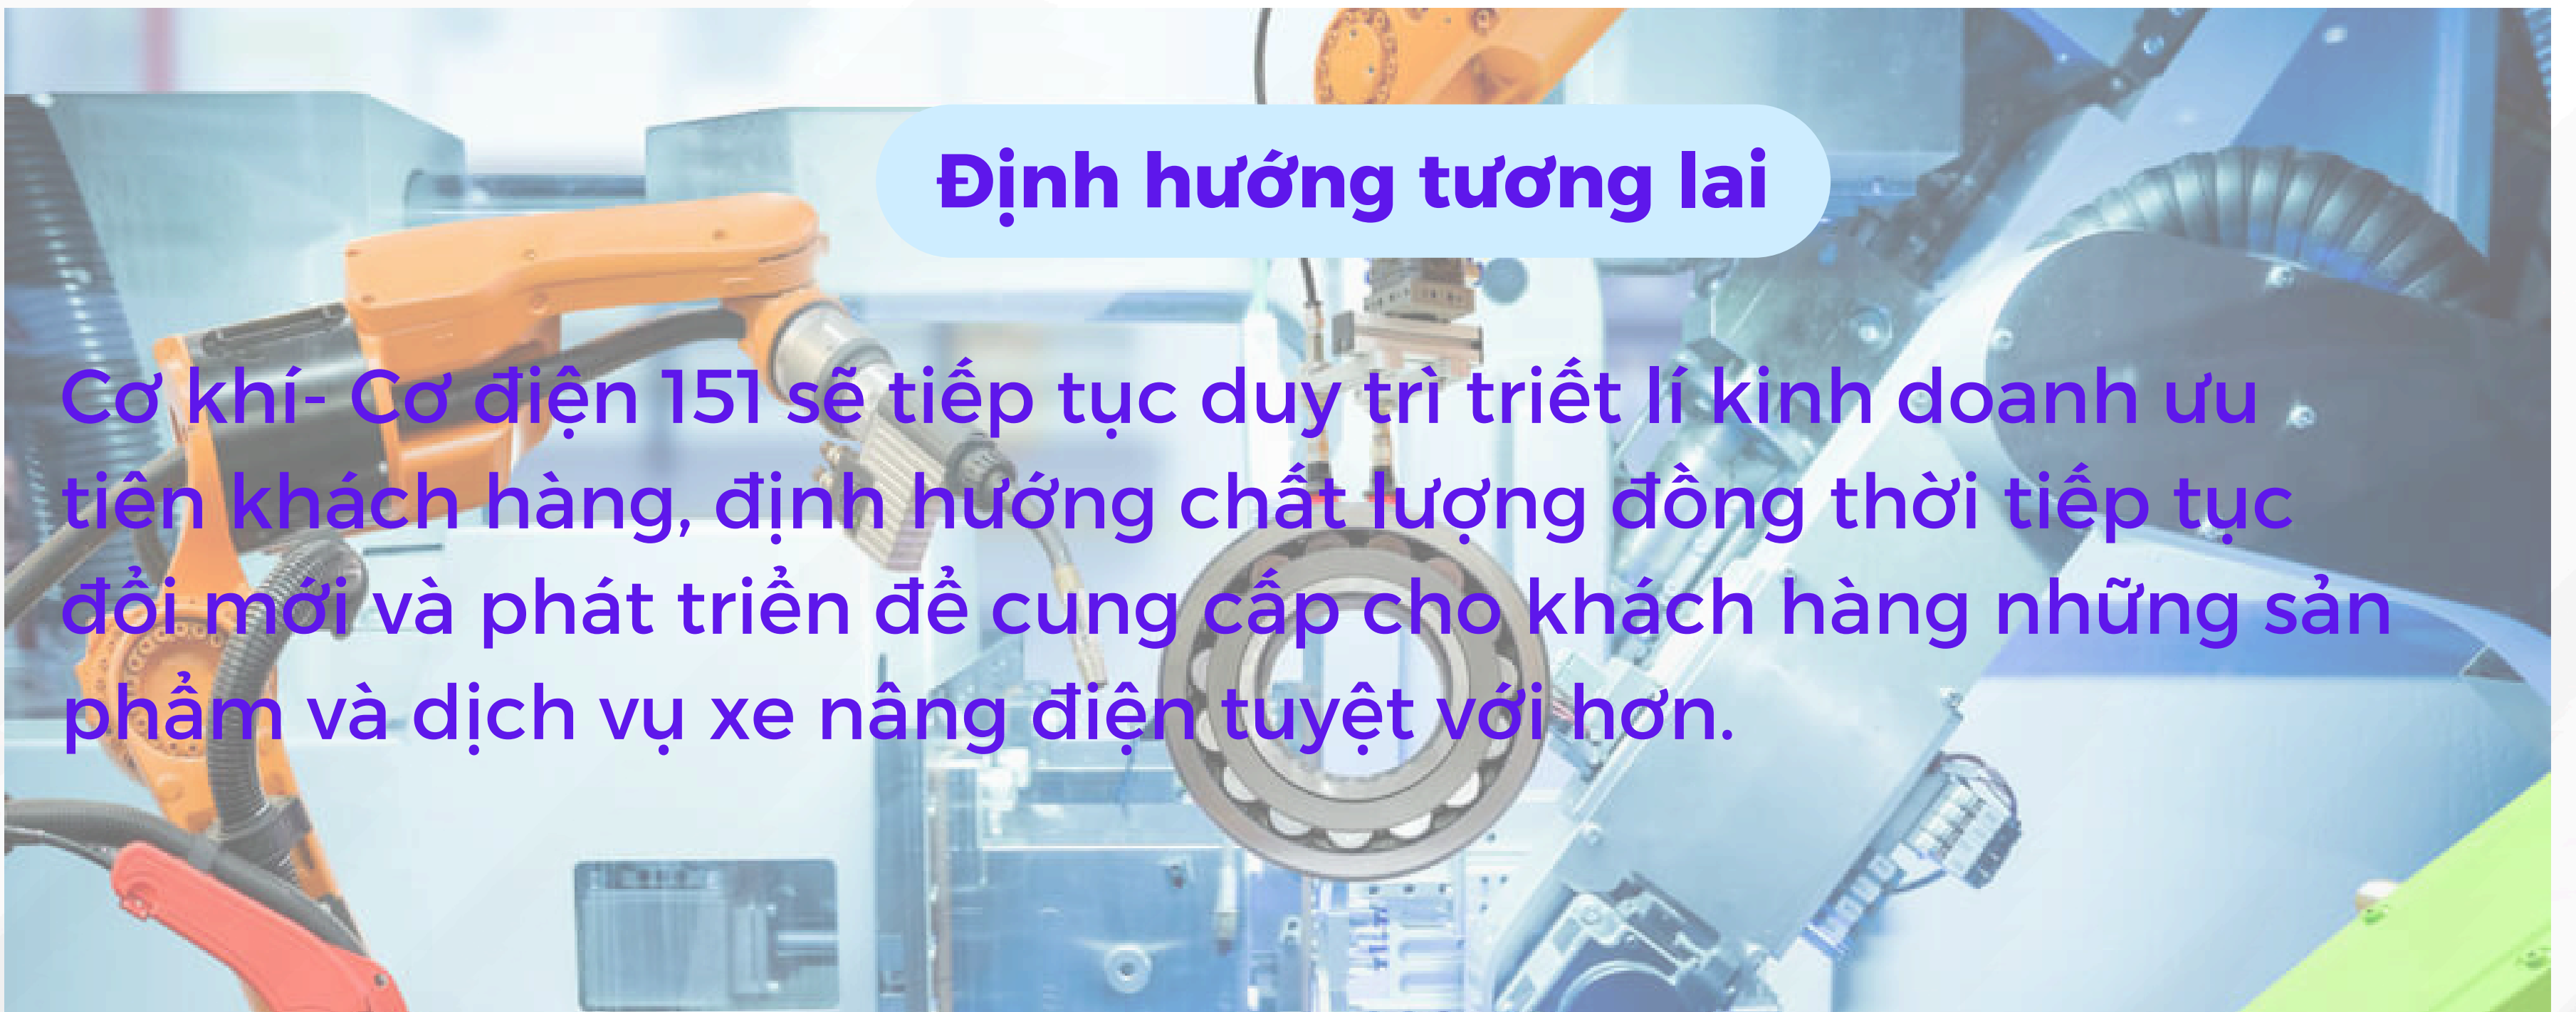 Định hướng tương lai
Cơ khí- Cơ điện 151 sẽ tiếp tục duy trì triết lí kinh doanh ưu
tiên khách hàng, định hướng chất lượng đồng thời tiếp tục
đổi mới và phát triển để cung cấp cho khách hàng những sản
phẩm và dịch vụ xe nâng điện tuyệt vời hơn.